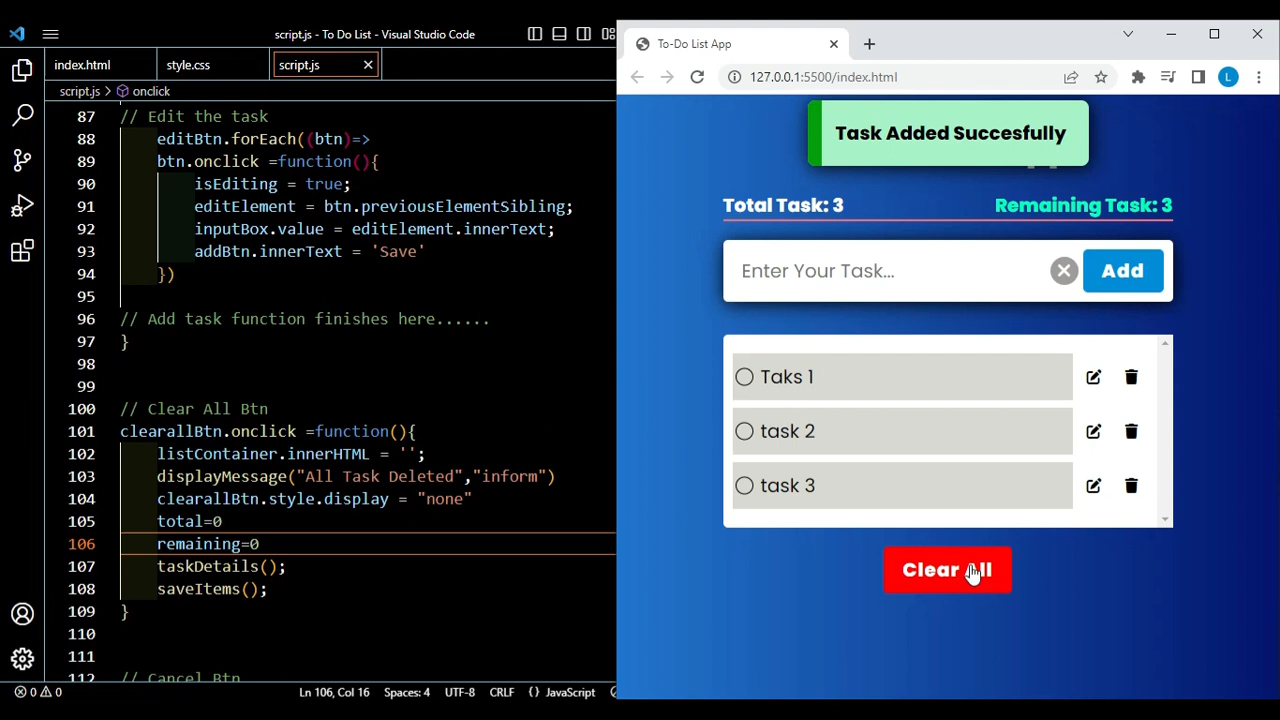 script.js - To Do List - Visual Studio Code
index.html
style.css
script.js
script.js > onclick
87 // Edit the task
88 editBtn.forEach((btn)=>
89 btn.onclick =function(){
90 isEditing = true;
91 editElement = btn.previousElementSibling;
92 inputBox.value = editElement.innerText;
93 addBtn.innerText = 'Save'
94 })
95
96 // Add task function finishes here......
97 }
98
99
100 // Clear All Btn
101 clearallBtn.onclick =function(){
102 listContainer.innerHTML = '';
103 displayMessage("All Task Deleted","inform")
104 clearallBtn.style.display = "none"
105 total=0
106 remaining=0
107 taskDetails();
108 saveItems();
109 }
110
111
112 // Cancel Btn
0 0
Ln 106, Col 16 Spaces: 4 UTF-8 CRLF {} JavaScript
To-Do List App
127.0.0.1:5500/index.html
L
Task Added Succesfully
Total Task: 3
Remaining Task: 3
Enter Your Task...
Add
Taks 1
task 2
task 3
Clear All